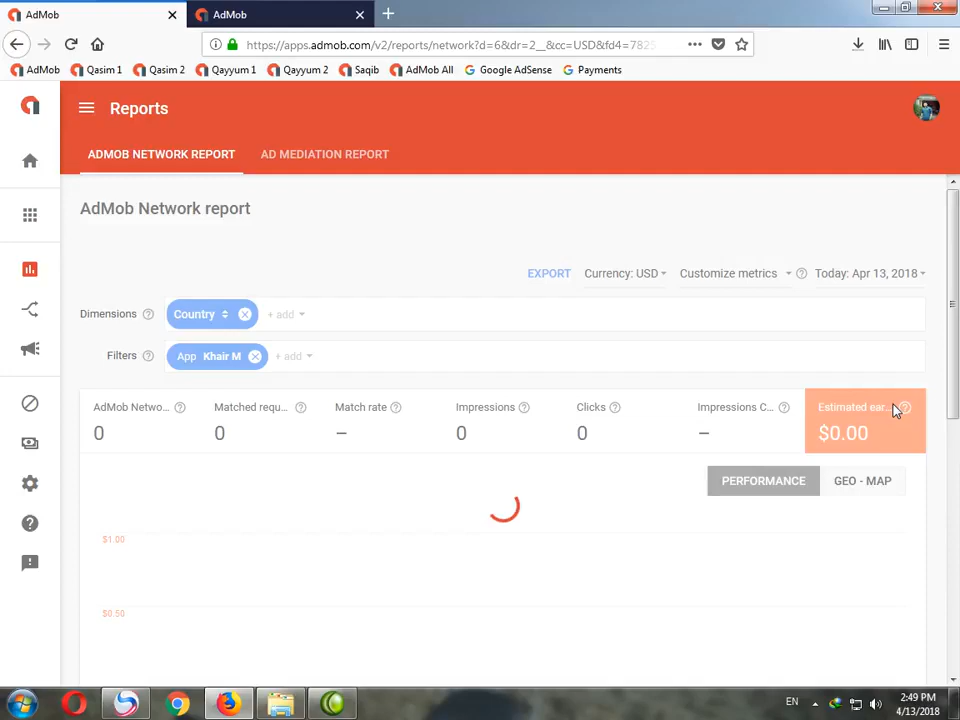 AdMob
AdMob
https://apps.admob.com/v2/reports/network?d=6&dr=2__&cc=USD&fd4=7825
AdMob
Qasim 1
Qasim 2
Qayyum 1
Qayyum 2
Saqib
AdMob All
Google AdSense
Payments
Reports
ADMOB NETWORK REPORT
AD MEDIATION REPORT
AdMob Network report
EXPORT
Currency: USD
Customize metrics
Today: Apr 13, 2018
Dimensions
Country
+ add
Filters
App Khair M
+ add
AdMob Netwo...
Matched requ...
Match rate
Impressions
Clicks
Impressions C...
Estimated ear...
0
0
–
0
0
–
$0.00
PERFORMANCE
GEO - MAP
$1.00
$0.50
EN
2:49 PM
4/13/2018